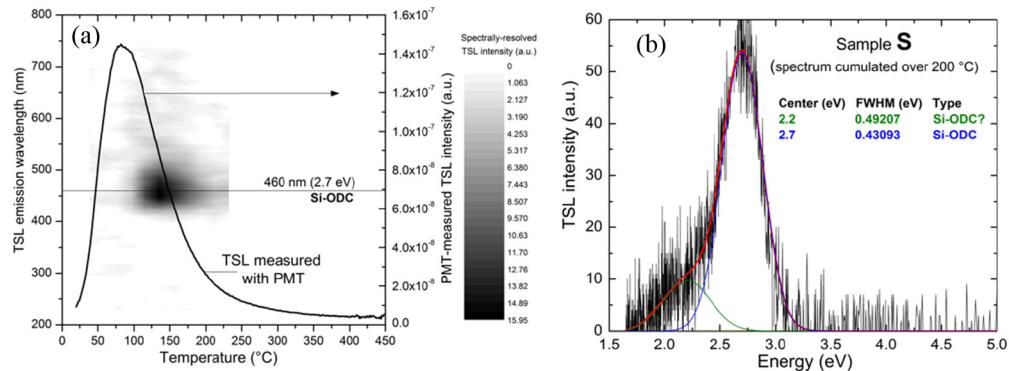 (a)
800
700
600
500
400
300
200
TSL emission wavelength (nm)
0 50 100 150 200 250 300 350 400 450
Temperature (°C)
460 nm (2.7 eV)
Si-ODC
TSL measured
with PMT
1.6x10⁻⁷
1.4x10⁻⁷
1.2x10⁻⁷
1.0x10⁻⁷
8.0x10⁻⁸
6.0x10⁻⁸
4.0x10⁻⁸
2.0x10⁻⁸
0.0
PMT-measured TSL intensity (a.u.)
Spectrally-resolved
TSL intensity (a.u.)
0
1.063
2.127
3.190
4.253
5.317
6.380
7.443
8.507
9.570
10.63
11.70
12.76
13.82
14.89
15.95
(b)
60
50
40
30
20
10
0
TSL intensity (a.u.)
Sample S
(spectrum cumulated over 200 °C)
Center (eV) FWHM (eV) Type
2.2 0.49207 Si-ODC?
2.7 0.43093 Si-ODC
1.5 2.0 2.5 3.0 3.5 4.0 4.5 5.0
Energy (eV)